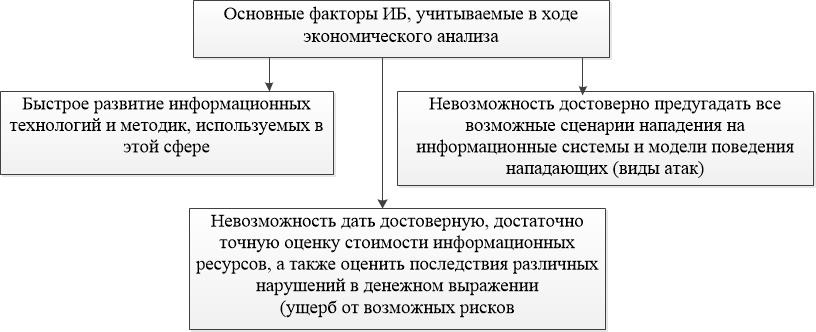 Основные факторы ИБ, учитываемые в ходе
экономического анализа
Быстрое развитие информационных
технологий и методик, используемых в
этой сфере
Невозможность достоверно предугадать все
возможные сценарии нападения на
информационные системы и модели поведения
нападающих (виды атак)
Невозможность дать достоверную, достаточно
точную оценку стоимости информационных
ресурсов, а также оценить последствия различных
нарушений в денежном выражении
(ущерб от возможных рисков